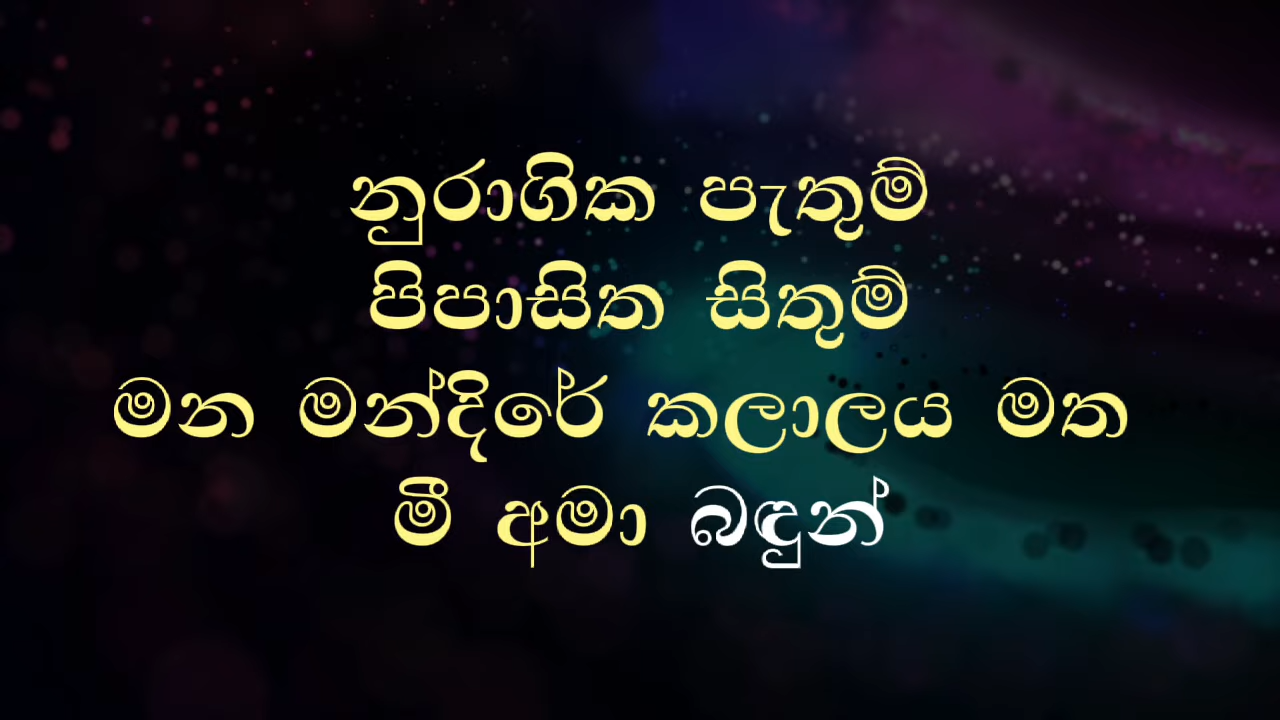 නුරාගික පැතුම්
පිපාසිත සිතුම්
මන මන්දිරේ කලාලය මත
මී අමා බඳුන්